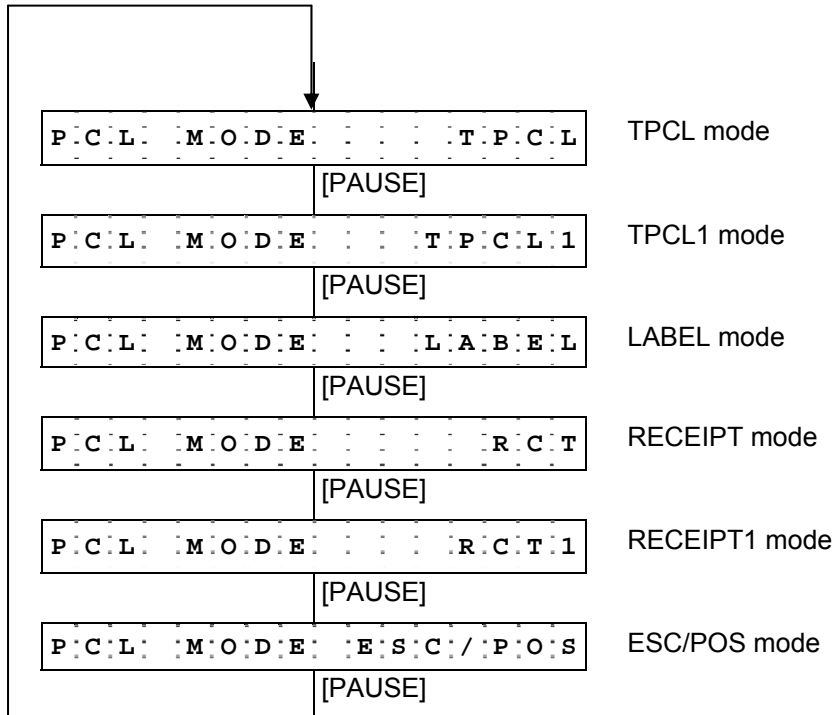 PCL MODE TPCL TPCL mode
[PAUSE]
PCL MODE TPCL1 TPCL1 mode
[PAUSE]
PCL MODE LABEL LABEL mode
[PAUSE]
PCL MODE RCT RECEIPT mode
[PAUSE]
PCL MODE RCT1 RECEIPT1 mode
[PAUSE]
PCL MODE ESC/POS ESC/POS mode
[PAUSE]